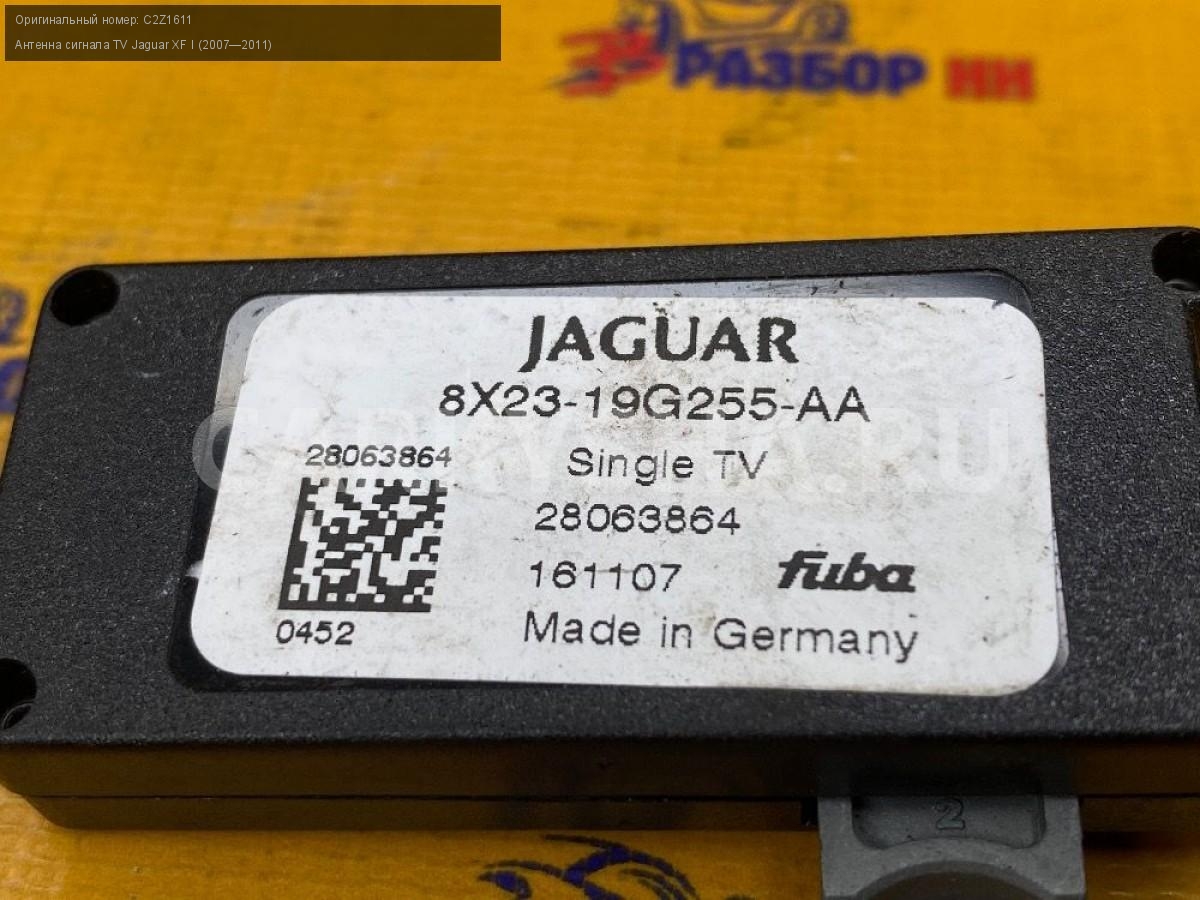 Оригинальный номер: C2Z1611
Антенна сигнала TV Jaguar XF I (2007—2011)
РАЗБОР НН
JAGUAR
8X23-19G255-AA
28063864
Single TV
28063864
161107
fuba
0452
Made in Germany
2